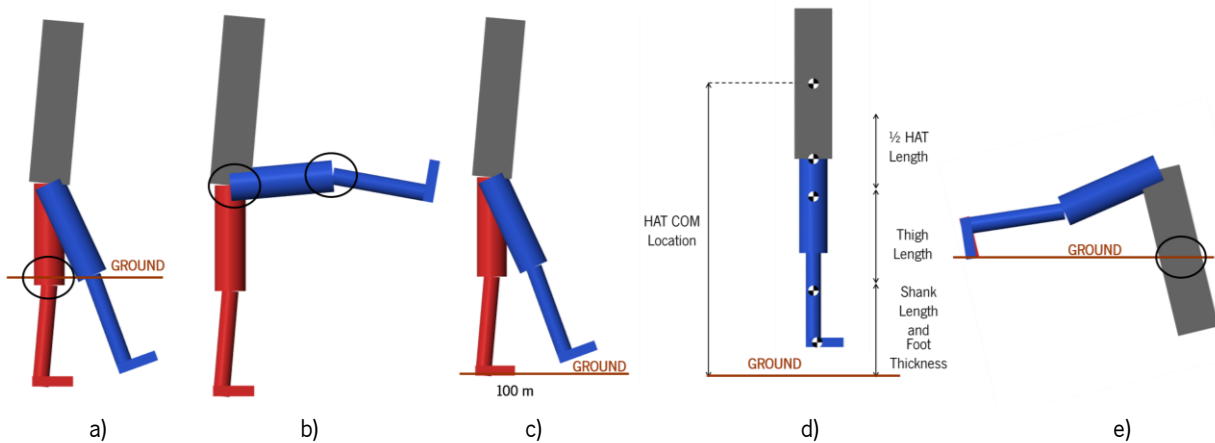 GROUND
GROUND
100 m
HAT COM
Location
½ HAT
Length
Thigh
Length
Shank
Length
and
Foot
Thickness
GROUND
GROUND
a)
b)
c)
d)
e)